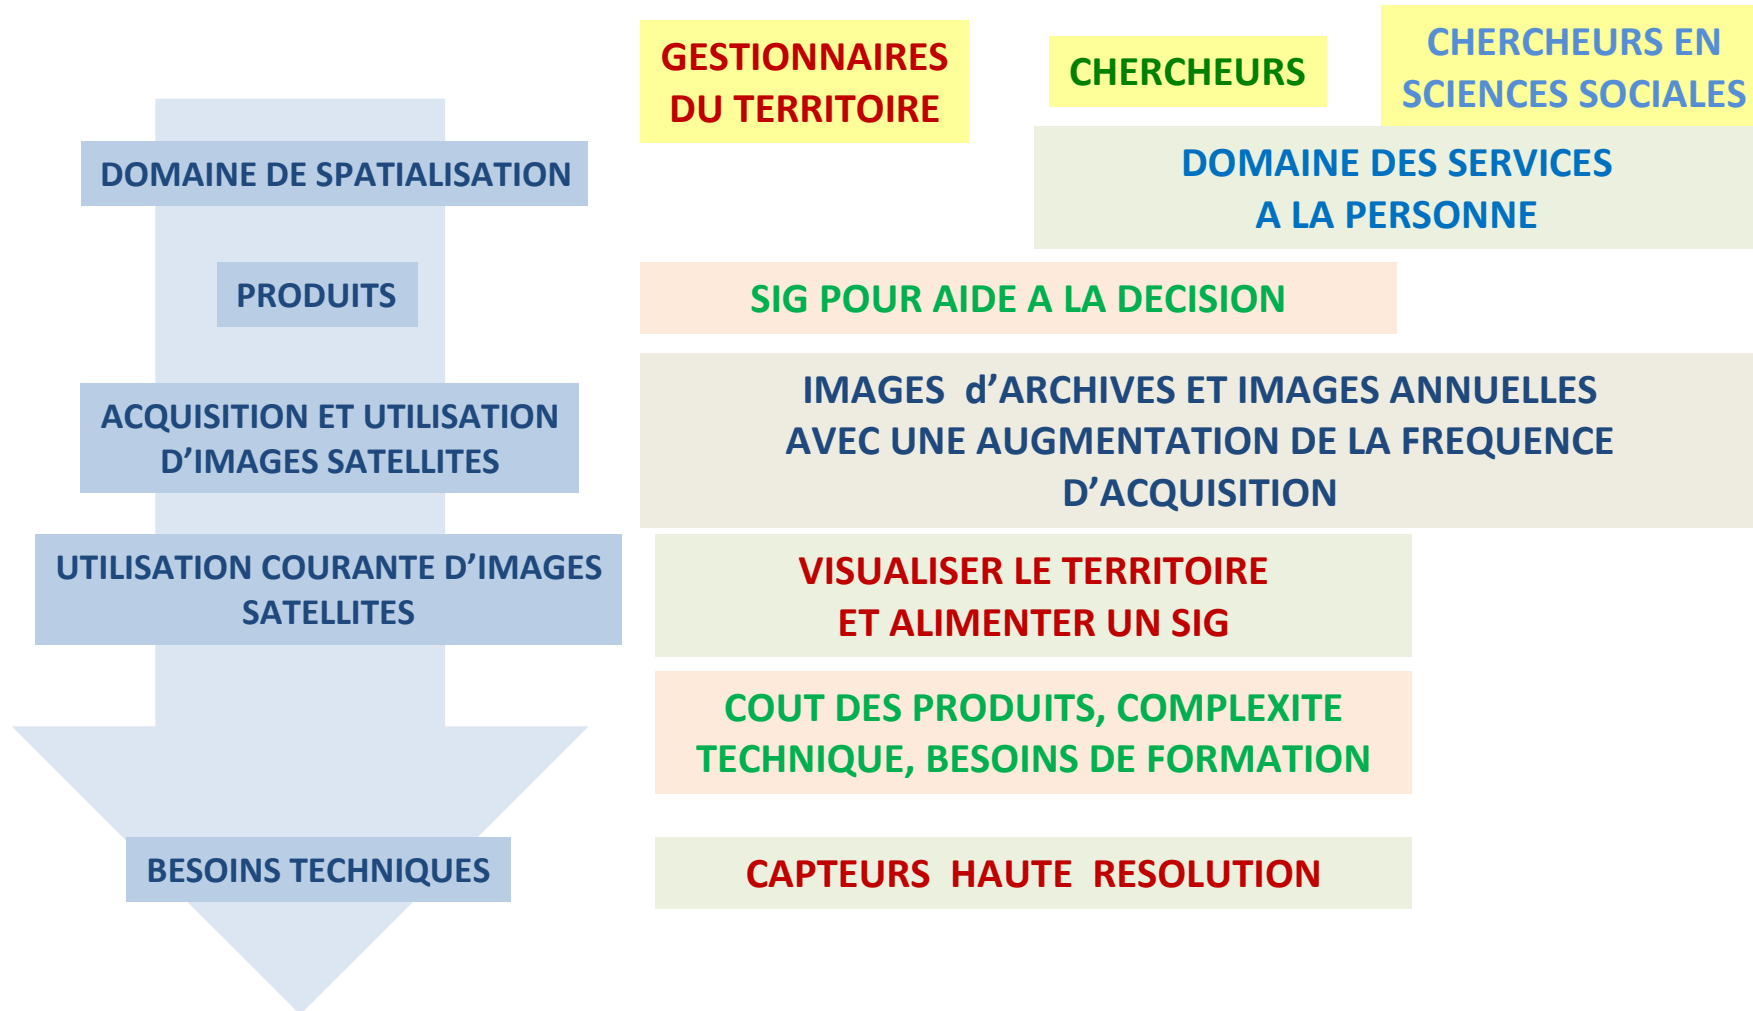 GESTIONNAIRES
DU TERRITOIRE
CHERCHEURS
CHERCHEURS EN
SCIENCES SOCIALES
DOMAINE DE SPATIALISATION
DOMAINE DES SERVICES
A LA PERSONNE
PRODUITS
SIG POUR AIDE A LA DECISION
ACQUISITION ET UTILISATION
D’IMAGES SATELLITES
IMAGES d’ARCHIVES ET IMAGES ANNUELLES
AVEC UNE AUGMENTATION DE LA FREQUENCE
D’ACQUISITION
UTILISATION COURANTE D’IMAGES
SATELLITES
VISUALISER LE TERRITOIRE
ET ALIMENTER UN SIG
COUT DES PRODUITS, COMPLEXITE
TECHNIQUE, BESOINS DE FORMATION
BESOINS TECHNIQUES
CAPTEURS HAUTE RESOLUTION